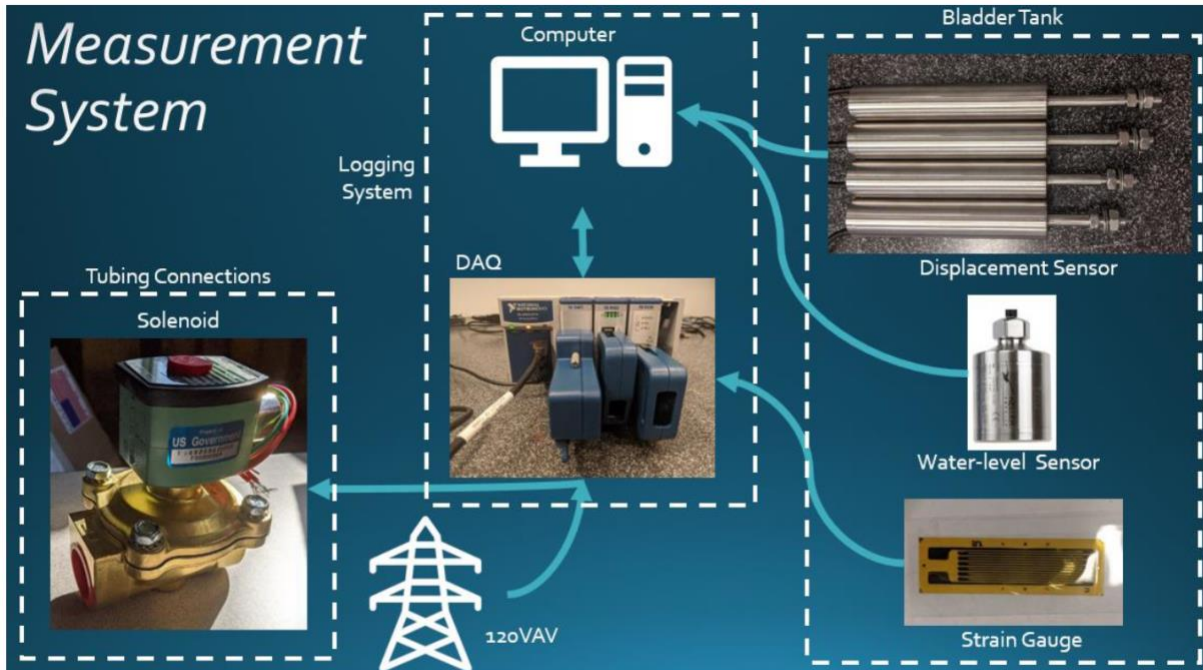 Measurement
System
Computer
Bladder Tank
Logging
System
Displacement Sensor
DAQ
Tubing Connections
Solenoid
US Government
Water-level Sensor
120VAV
Strain Gauge